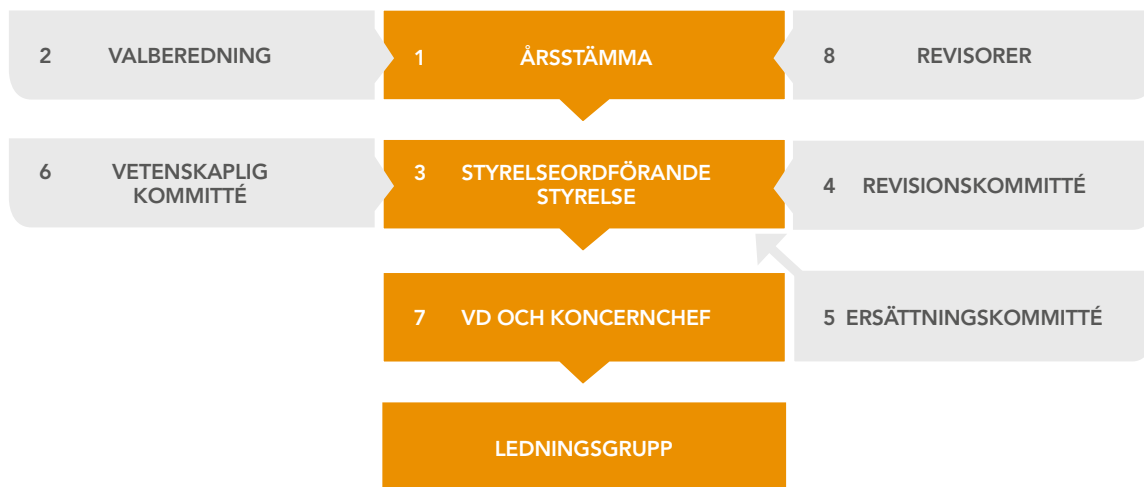 2 VALBEREDNING
1 ÅRSSTÄMMA
8 REVISORER
6 VETENSKAPLIG
KOMMITTÉ
3 STYRELSEORDFÖRANDE
STYRELSE
4 REVISIONSKOMMITTÉ
7 VD OCH KONCERNCHEF
5 ERSÄTTNINGSKOMMITTÉ
LEDNINGSGRUPP